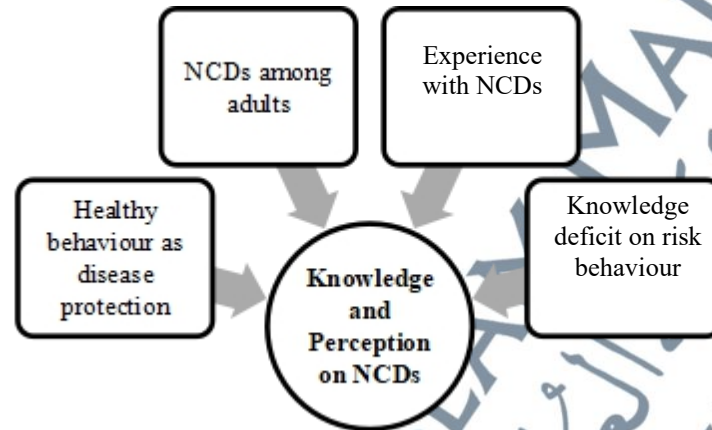 NCDs among
adults
Experience
with NCDs
Healthy
behaviour as
disease
protection
Knowledge
deficit on risk
behaviour
Knowledge
and
Perception
on NCDs